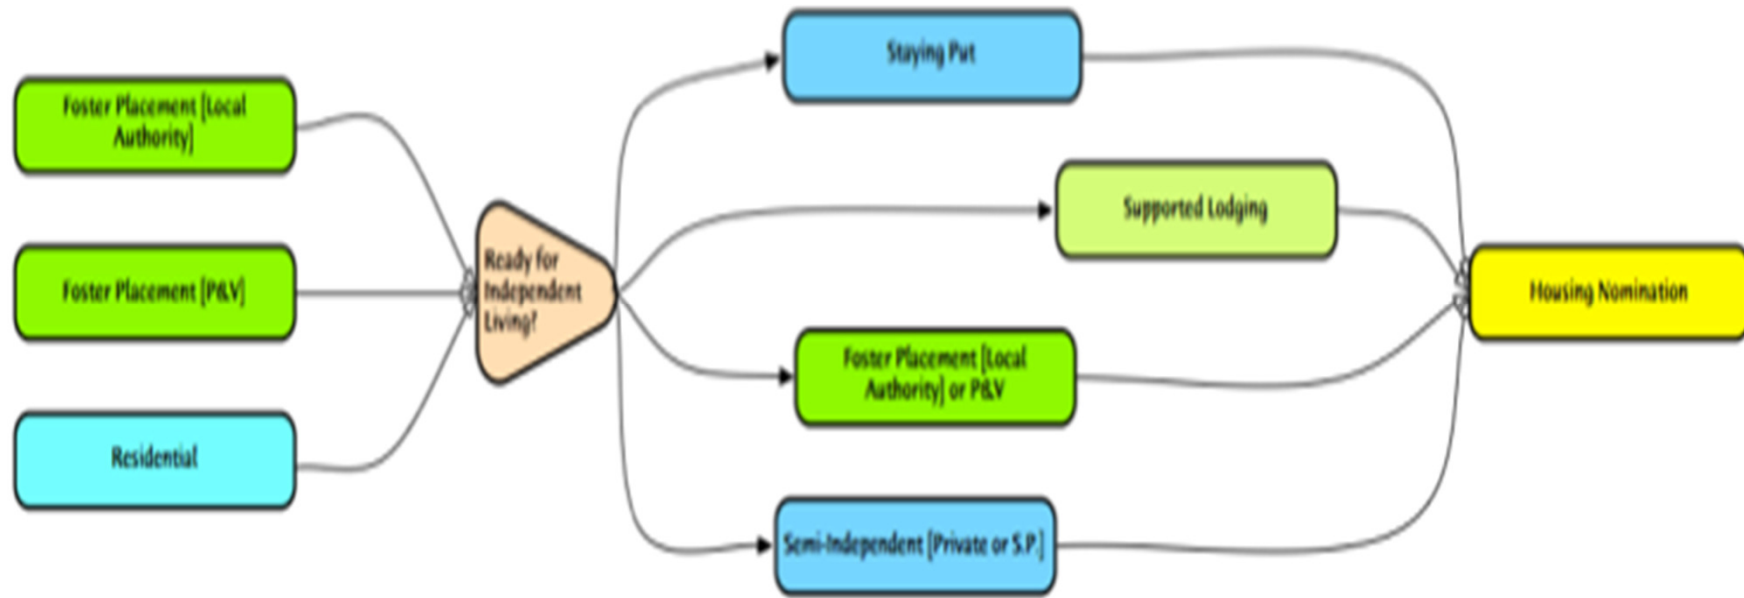 Foster Placement [Local
Authority]
Foster Placement [P&V]
Residential
Ready for
Independent
Living?
Staying Put
Supported Lodging
Foster Placement [Local
Authority] or P&V
Semi-Independent [Private or S.P.]
Housing Nomination